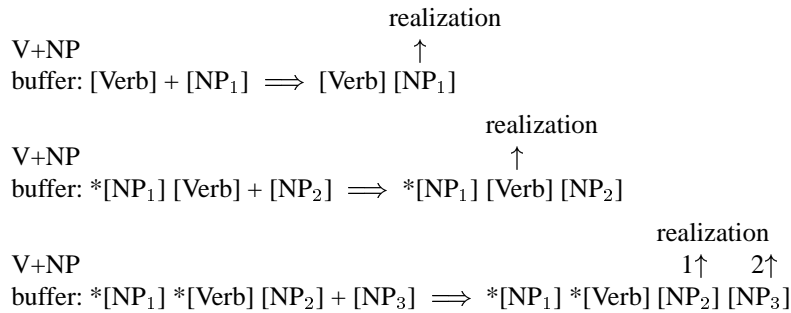 realization
V+NP ↑
buffer: [Verb] + [NP₁] ⟹ [Verb] [NP₁]
realization
V+NP ↑
buffer: *[NP₁] [Verb] + [NP₂] ⟹ *[NP₁] [Verb] [NP₂]
realization
V+NP 1↑ 2↑
buffer: *[NP₁] *[Verb] [NP₂] + [NP₃] ⟹ *[NP₁] *[Verb] [NP₂] [NP₃]